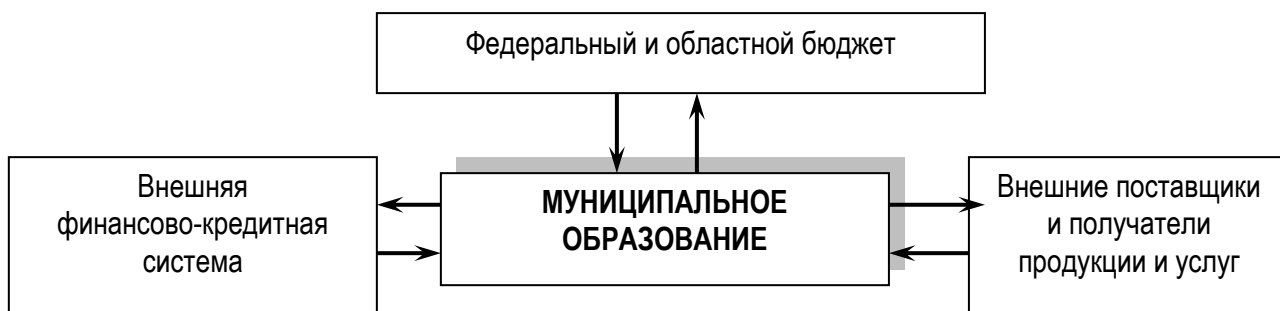 Федеральный и областной бюджет
Внешняя
финансово-кредитная
система
МУНИЦИПАЛЬНОЕ
ОБРАЗОВАНИЕ
Внешние поставщики
и получатели
продукции и услуг